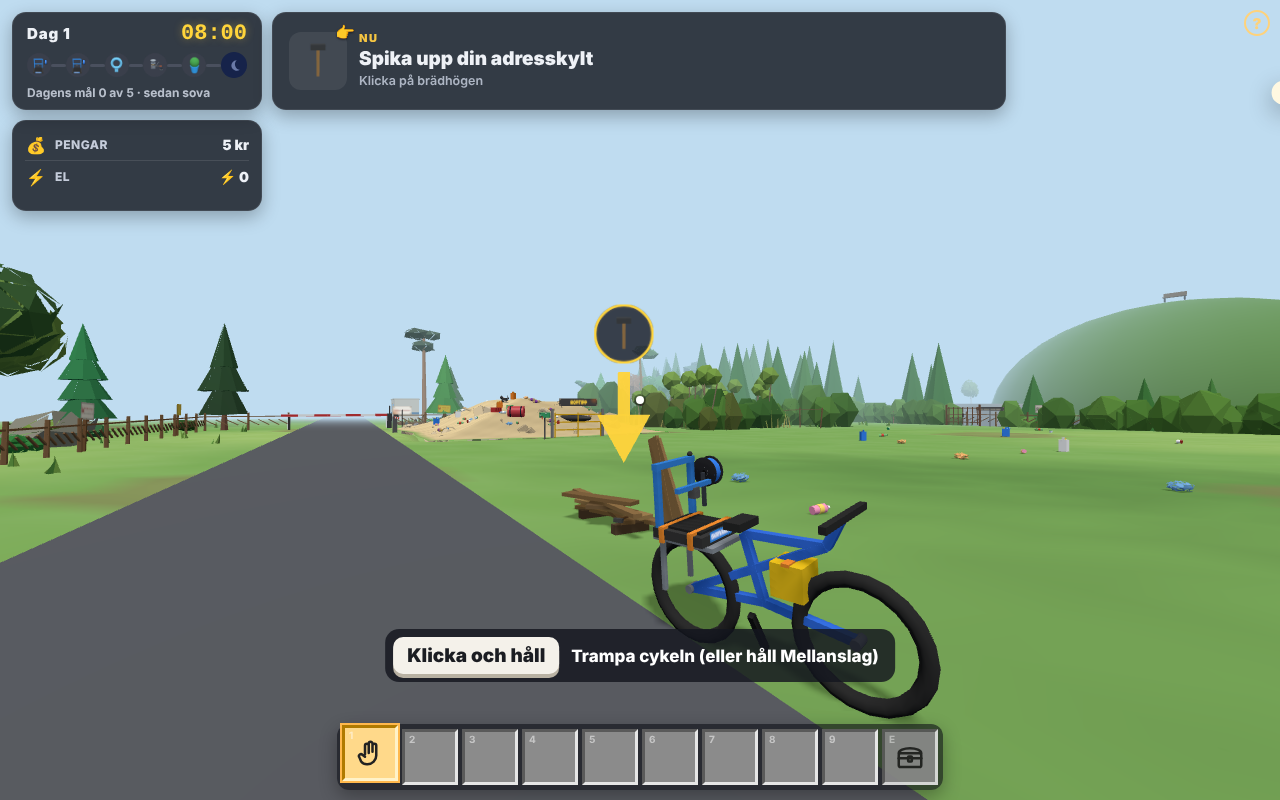 Dag 1
08:00
Dagens mål 0 av 5 · sedan sova
NU
Spika upp din adresskylt
Klicka på brädhögen
PENGAR
5 kr
EL
0
Klicka och håll
Trampa cykeln (eller håll Mellanslag)
1
2
3
4
5
6
7
8
9
E